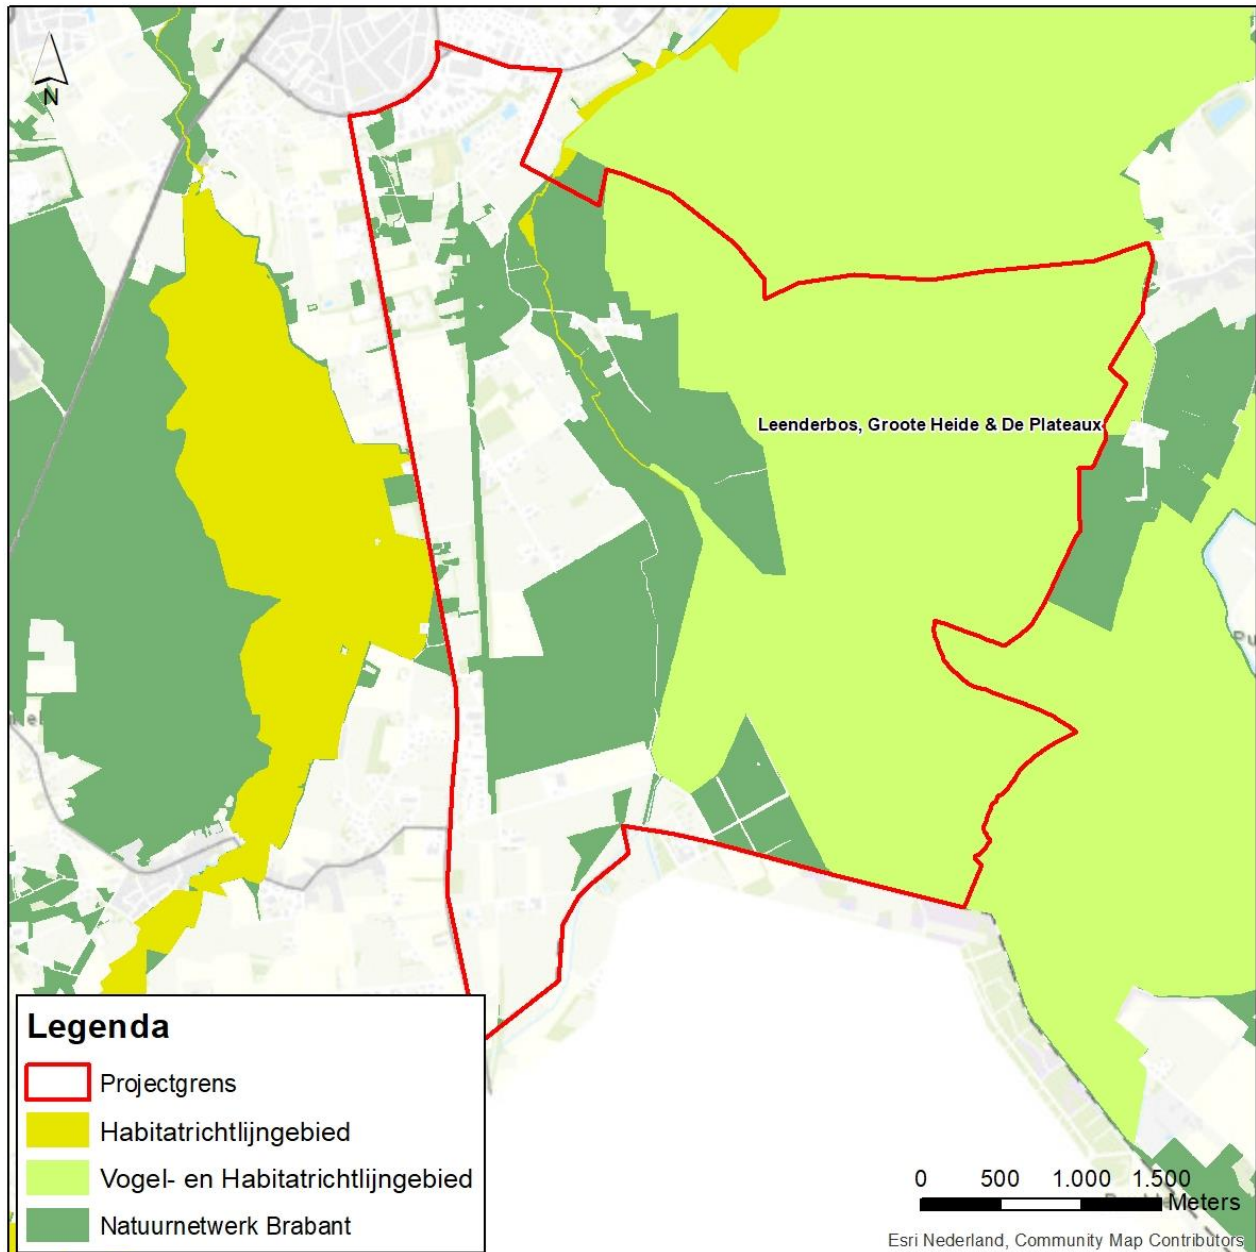 N
Leenderbos, Groote Heide & De Plateaux
Legenda
Projectgrens
Habitatrichtlijngebied
Vogel- en Habitatrichtlijngebied
Natuurnetwerk Brabant
0 500 1.000 1.500
Meters
Esri Nederland, Community Map Contributors